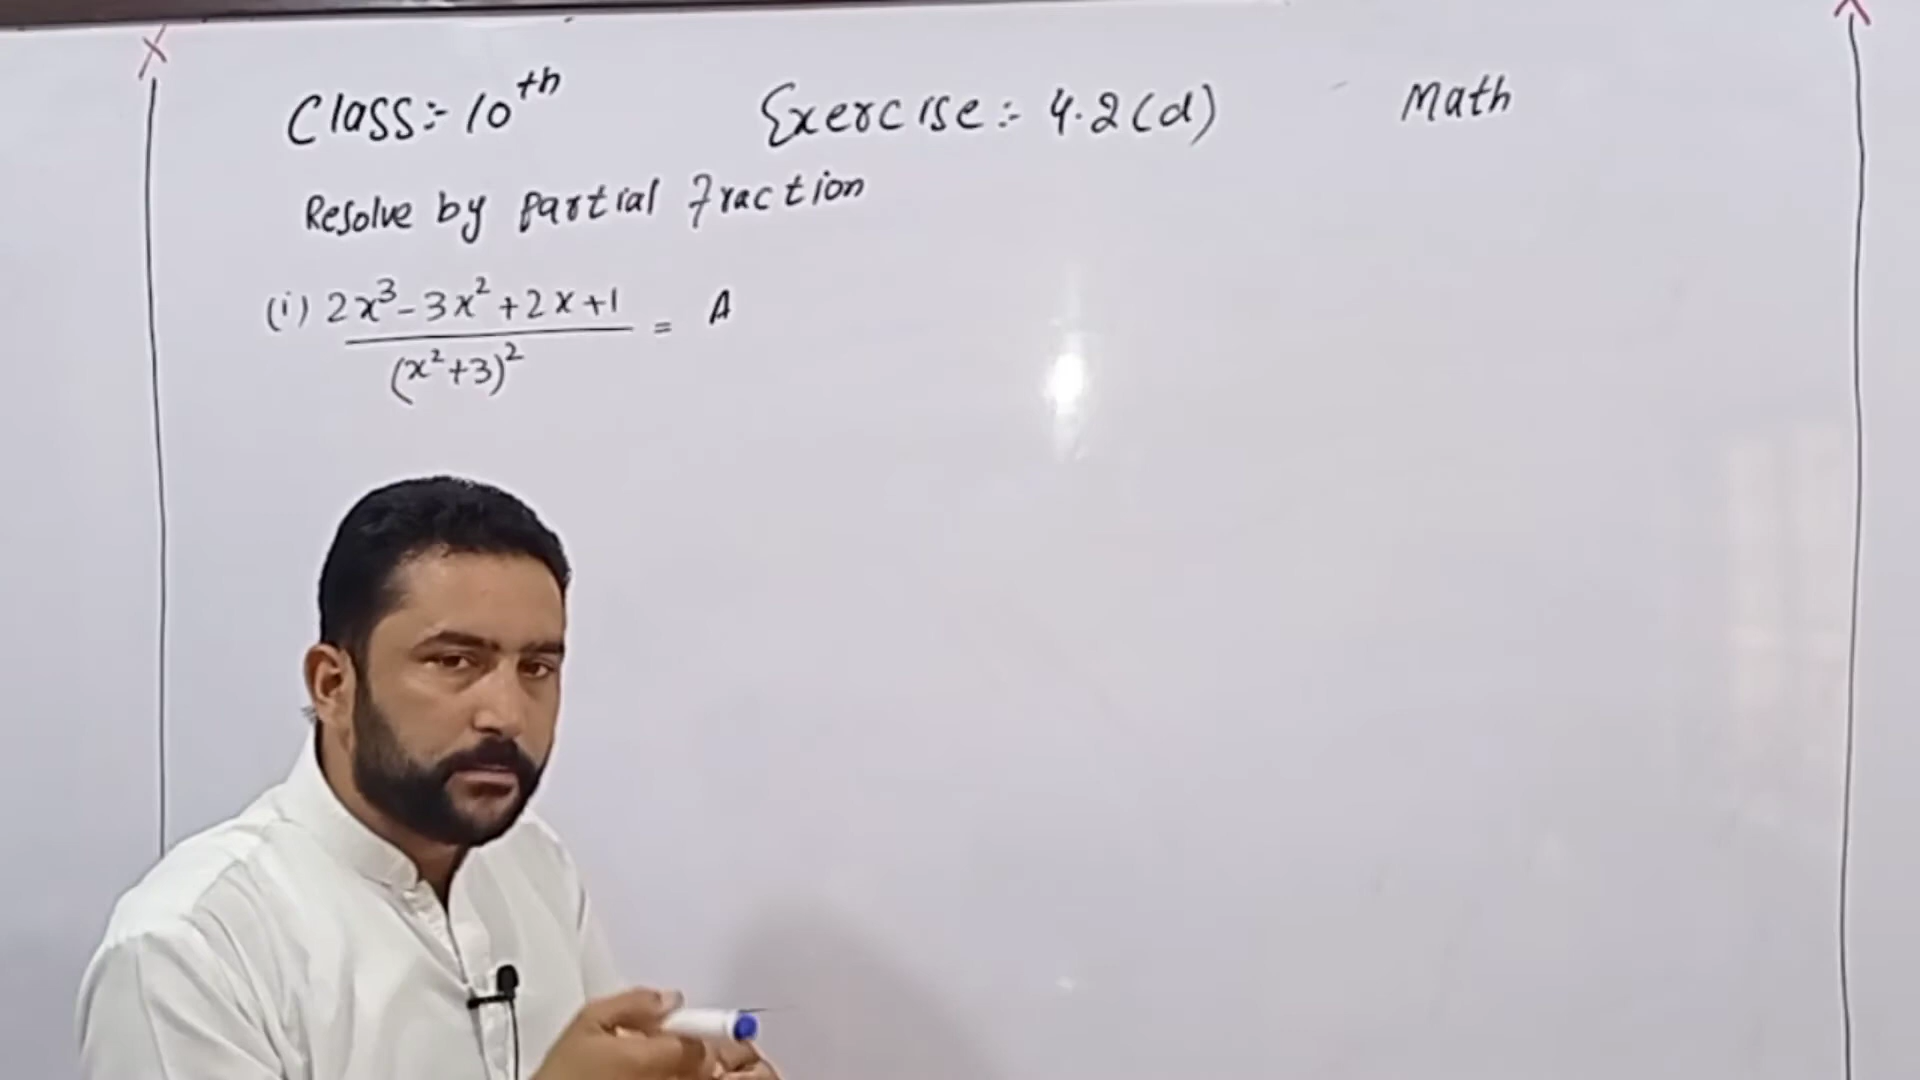 Class:- 10th Exercise:- 4.2(d) Math
Resolve by partial Fraction
(i) 2x³-3x²+2x+1 = A
(x²+3)²